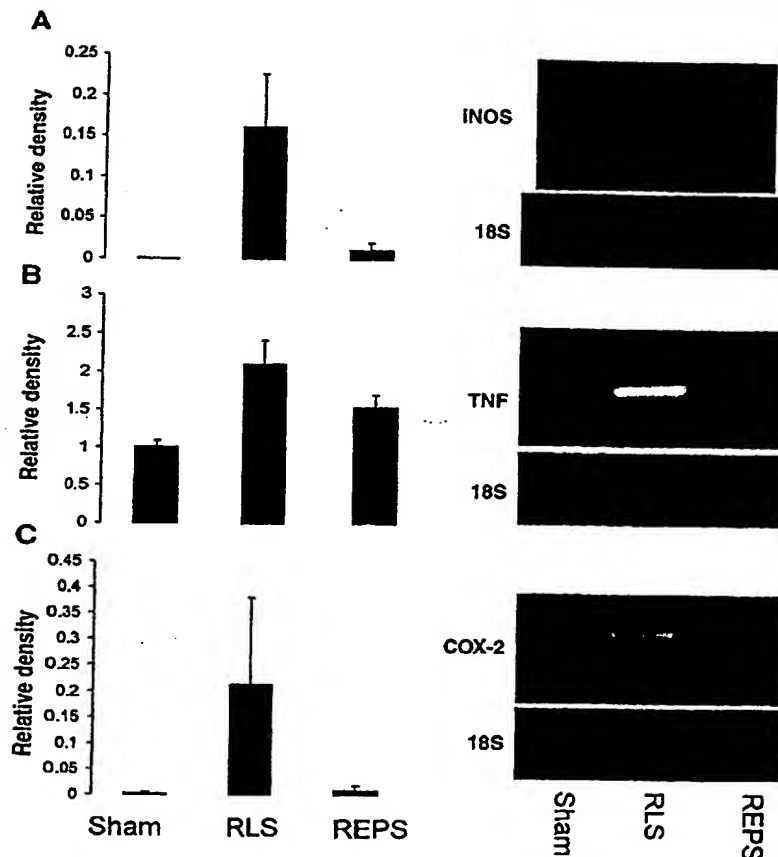 A
Relative density
0.25
0.2
0.15
0.1
0.05
0
iNOS
18S
B
Relative density
3
2.5
2
1.5
1
0.5
0
TNF
18S
C
Relative density
0.45
0.4
0.35
0.3
0.25
0.2
0.15
0.1
0.05
0
COX-2
18S
Sham RLS REPS
Sham
RLS
REPS